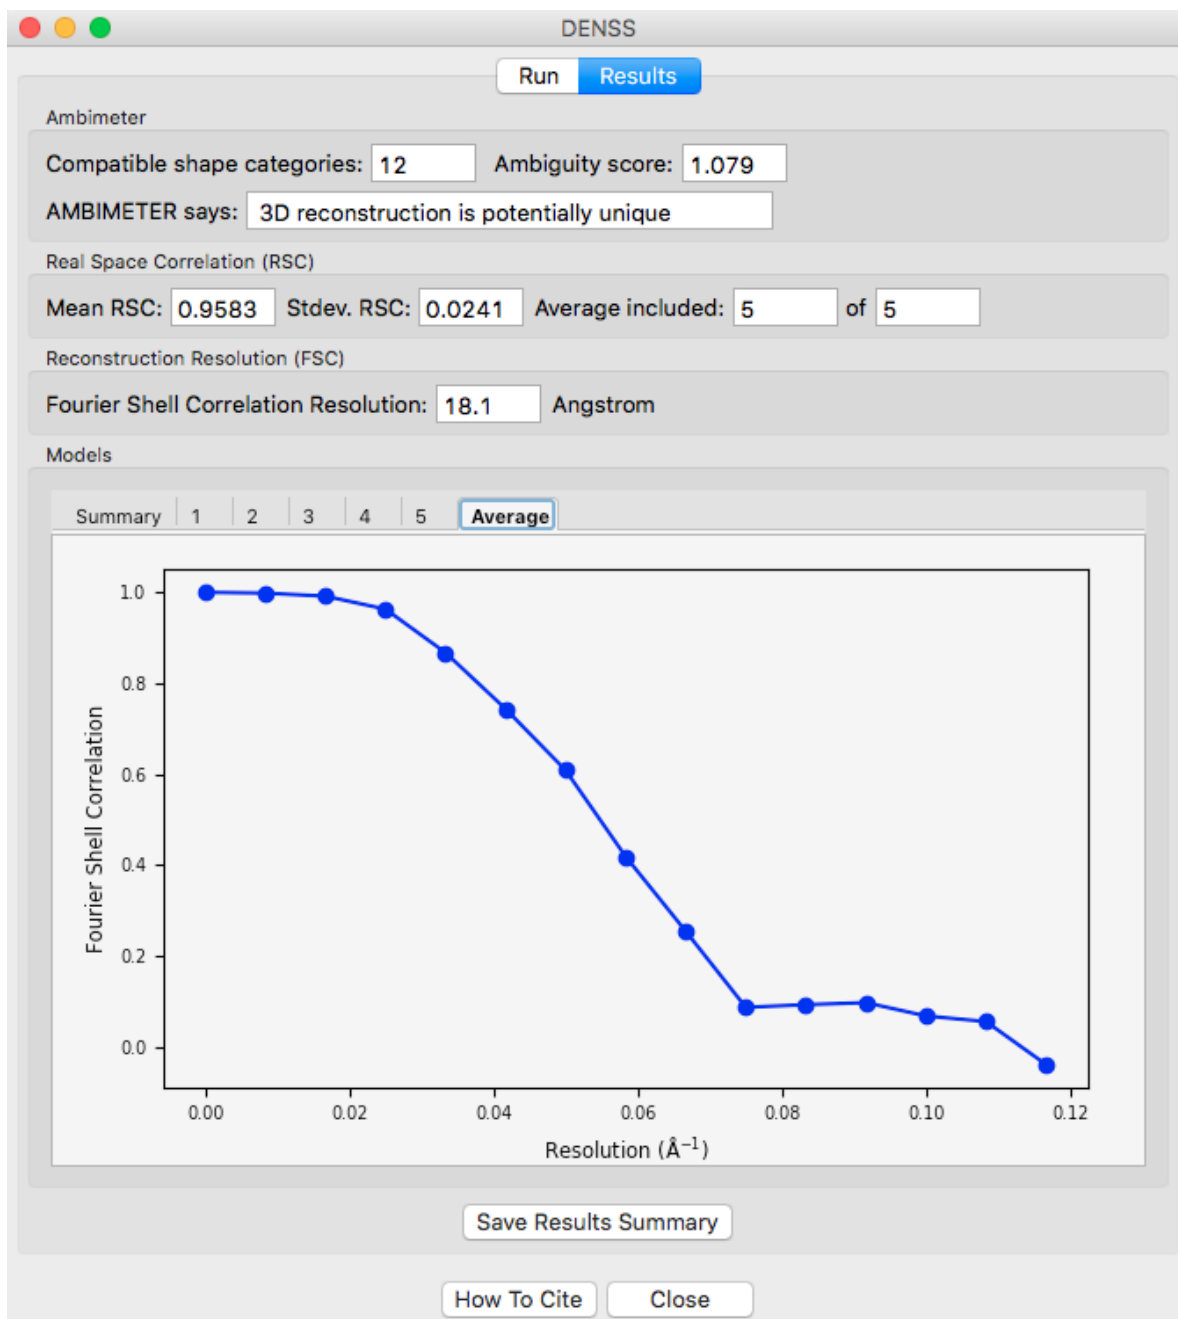 DENSS
Run Results
Ambimeter
Compatible shape categories: 12 Ambiguity score: 1.079
AMBIMETER says: 3D reconstruction is potentially unique
Real Space Correlation (RSC)
Mean RSC: 0.9583 Stdev. RSC: 0.0241 Average included: 5 of 5
Reconstruction Resolution (FSC)
Fourier Shell Correlation Resolution: 18.1 Angstrom
Models
Summary 1 2 3 4 5 Average
Fourier Shell Correlation
1.0
0.8
0.6
0.4
0.2
0.0
0.00 0.02 0.04 0.06 0.08 0.10 0.12
Resolution (Å⁻¹)
Save Results Summary
How To Cite Close